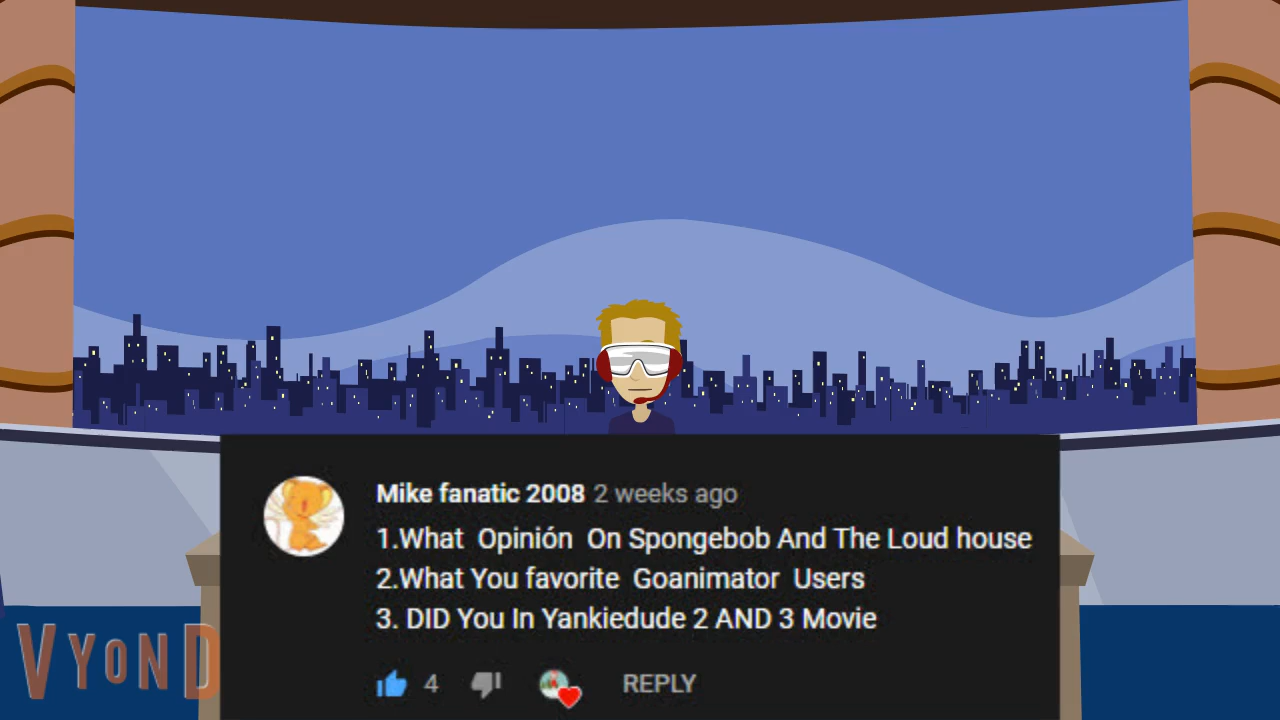 Mike fanatic 2008 2 weeks ago
1.What Opinión On Spongebob And The Loud house
2.What You favorite Goanimator Users
3. DID You In Yankiedude 2 AND 3 Movie
4 REPLY
VYOND